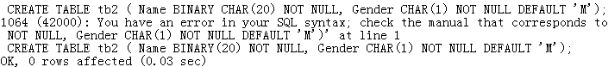 CREATE TABLE tb2 ( Name BINARY CHAR(20) NOT NULL, Gender CHAR(1) NOT NULL DEFAULT 'M');
1064 (42000): You have an error in your SQL syntax; check the manual that corresponds to
NOT NULL, Gender CHAR(1) NOT NULL DEFAULT 'M')' at line 1
CREATE TABLE tb2 ( Name BINARY(20) NOT NULL, Gender CHAR(1) NOT NULL DEFAULT 'M');
OK, 0 rows affected (0.03 sec)